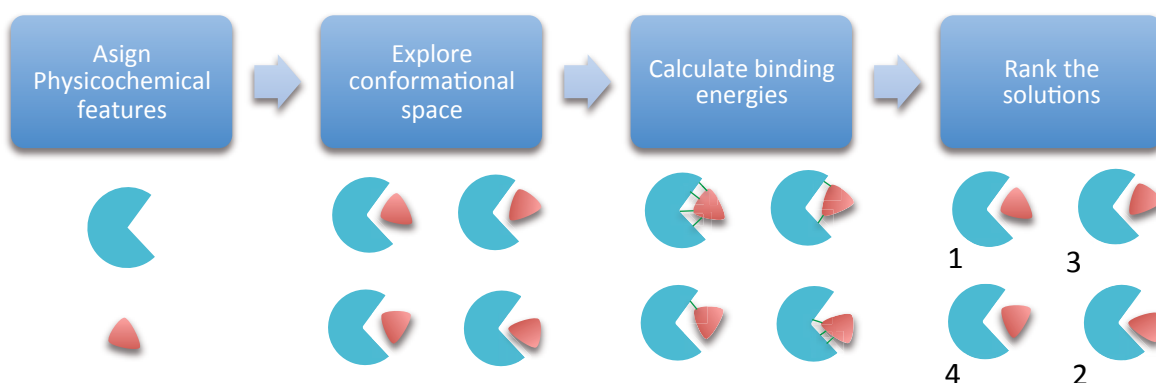 Asign
Physicochemical
features
Explore
conformational
space
Calculate binding
energies
Rank the
solutions
1
3
4
2